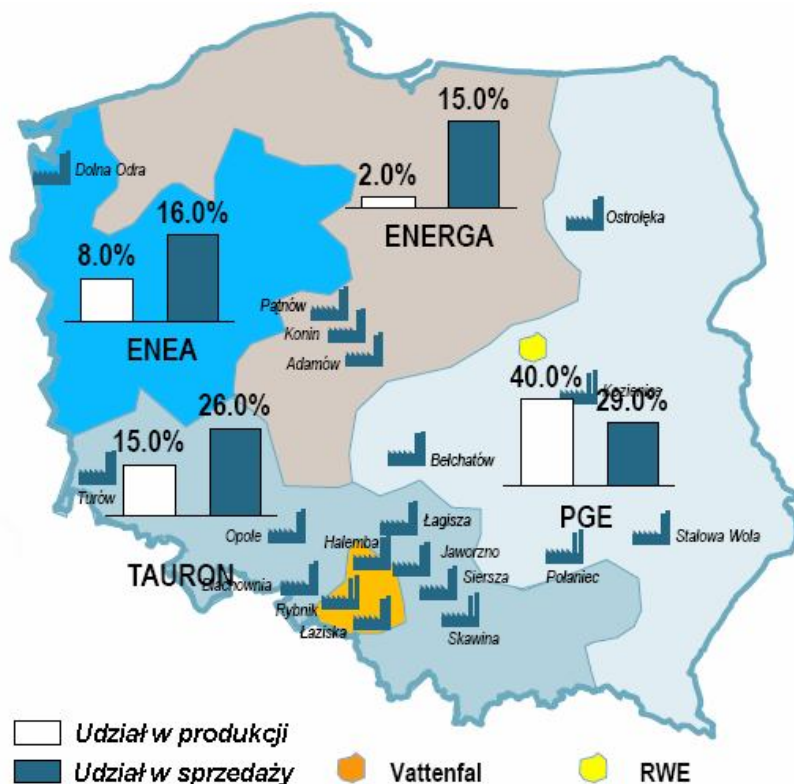 15.0%
2.0%
ENERGA
Dolna Odra
16.0%
8.0%
ENEA
Ostrołęka
Pątnów
Konin
Adamów
40.0%
Kozienice
29.0%
PGE
26.0%
15.0%
TAURON
Turów
Bełchatów
Opole
Łagisza
Halemba
Jaworzno
Stalowa Wola
Połaniec
Siersza
Blachownia
Rybnik
Łaziska
Skawina
Udział w produkcji
Udział w sprzedaży
Vattenfal
RWE